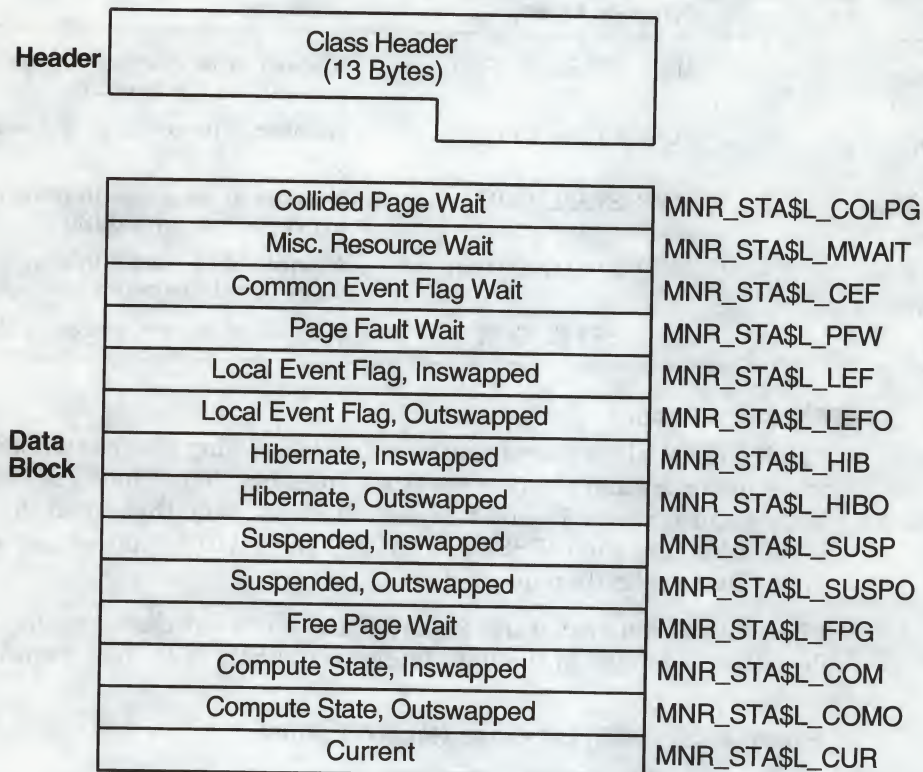 Header
Class Header
(13 Bytes)
Collided Page Wait MNR_STA$L_COLPG
Misc. Resource Wait MNR_STA$L_MWAIT
Common Event Flag Wait MNR_STA$L_CEF
Page Fault Wait MNR_STA$L_PFW
Local Event Flag, Inswapped MNR_STA$L_LEF
Local Event Flag, Outswapped MNR_STA$L_LEFO
Data
Block
Hibernate, Inswapped MNR_STA$L_HIB
Hibernate, Outswapped MNR_STA$L_HIBO
Suspended, Inswapped MNR_STA$L_SUSP
Suspended, Outswapped MNR_STA$L_SUSPO
Free Page Wait MNR_STA$L_FPG
Compute State, Inswapped MNR_STA$L_COM
Compute State, Outswapped MNR_STA$L_COMO
Current MNR_STA$L_CUR